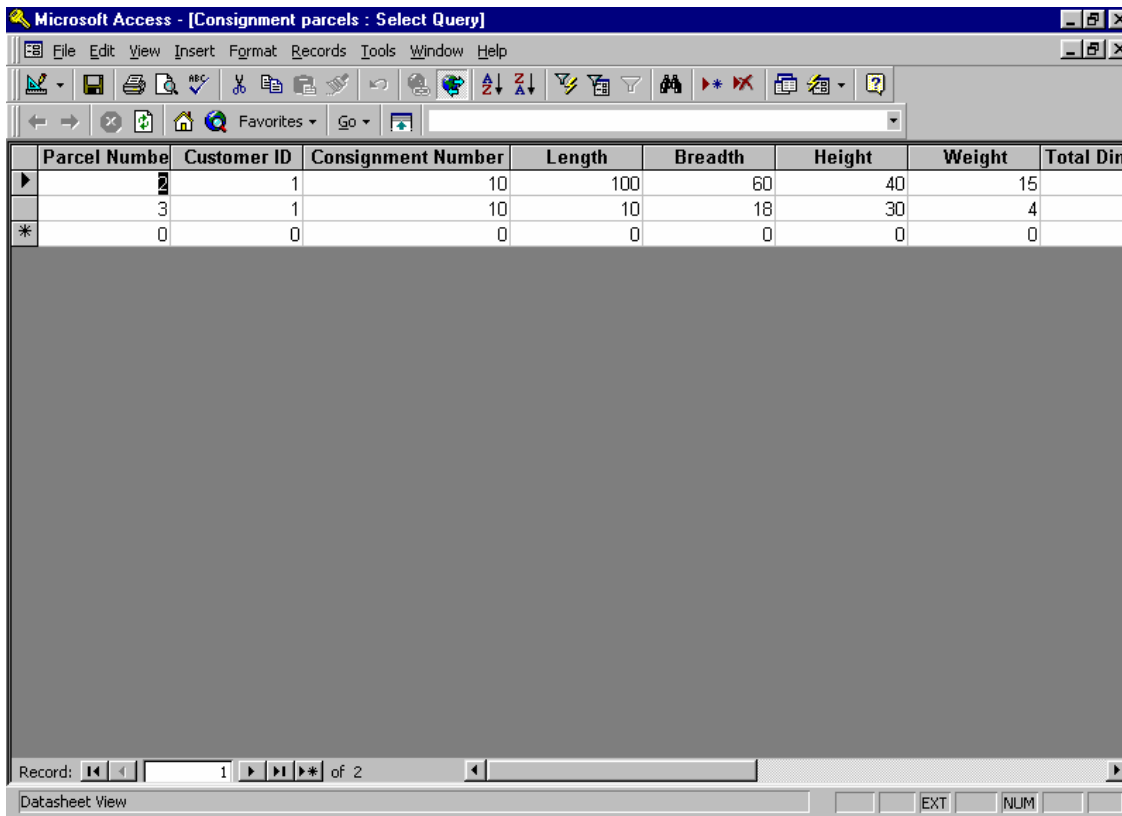 Microsoft Access - [Consignment parcels : Select Query]
File Edit View Insert Format Records Tools Window Help
ABC
Favorites Go
Parcel Numbe Customer ID Consignment Number Length Breadth Height Weight Total Dim
2 1 10 100 60 40 15
3 1 10 10 18 30 4
0 0 0 0 0 0 0
Record: 1 of 2
Datasheet View EXT NUM